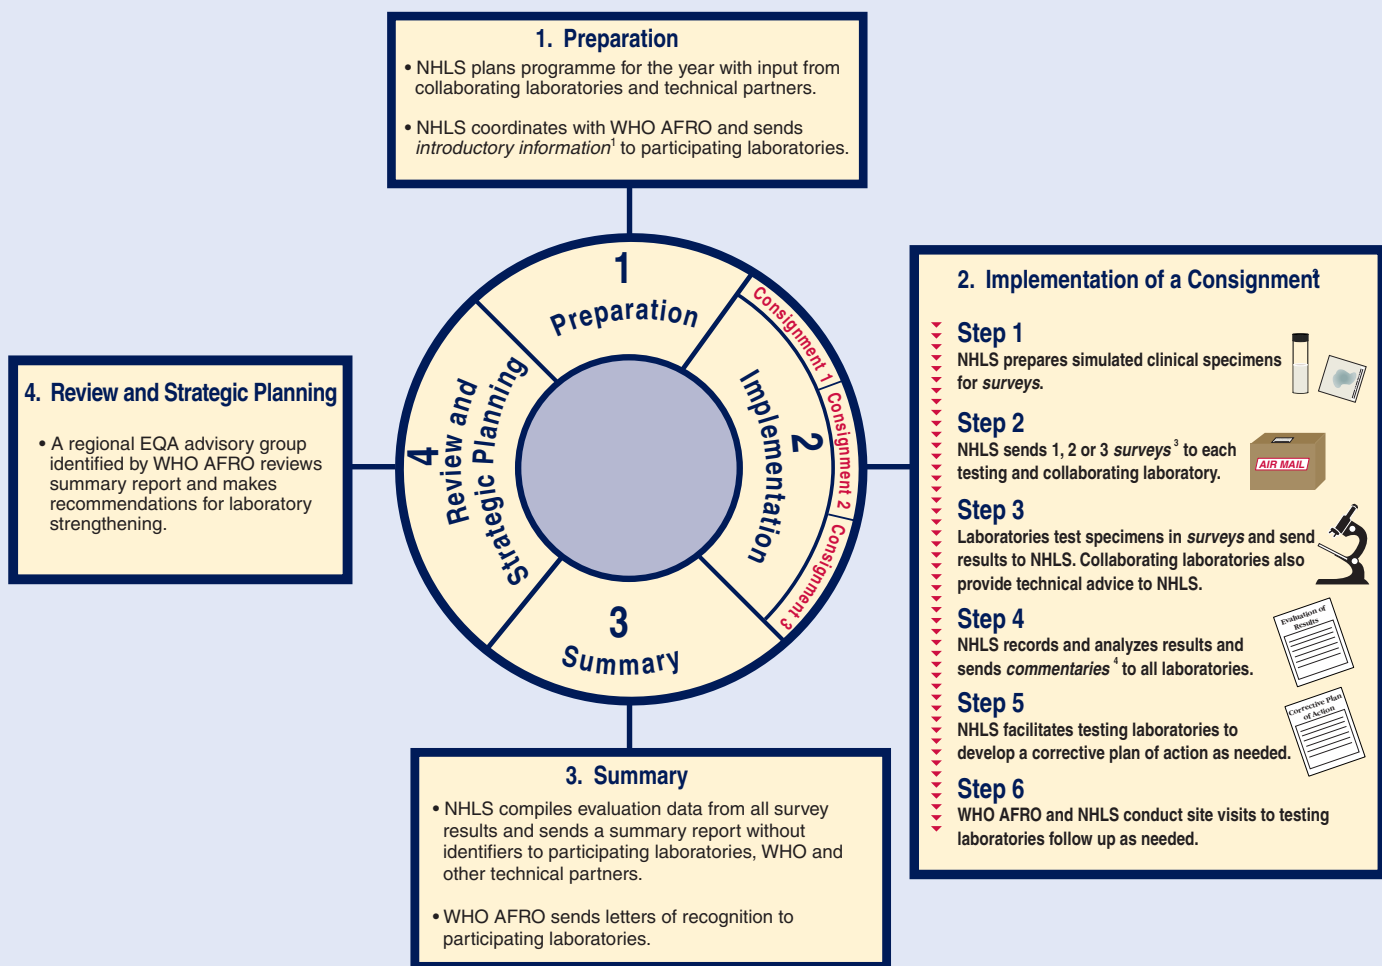 1. Preparation
• NHLS plans programme for the year with input from
collaborating laboratories and technical partners.
• NHLS coordinates with WHO AFRO and sends
introductory information1 to participating laboratories.
1
Preparation
2
Implementation
Consignment 1
Consignment 2
Consignment 3
3
Summary
4
Review and
Strategic Planning
2. Implementation of a Consignment2
Step 1
NHLS prepares simulated clinical specimens
for surveys.
Step 2
NHLS sends 1, 2 or 3 surveys3 to each
testing and collaborating laboratory.
AIR MAIL
Step 3
Laboratories test specimens in surveys and send
results to NHLS. Collaborating laboratories also
provide technical advice to NHLS.
Step 4
NHLS records and analyzes results and
sends commentaries4 to all laboratories.
Evaluation of
Results
Step 5
NHLS facilitates testing laboratories to
develop a corrective plan of action as needed.
Corrective Plan
of Action
Step 6
WHO AFRO and NHLS conduct site visits to testing
laboratories follow up as needed.
3. Summary
• NHLS compiles evaluation data from all survey
results and sends a summary report without
identifiers to participating laboratories, WHO and
other technical partners.
• WHO AFRO sends letters of recognition to
participating laboratories.
4. Review and Strategic Planning
• A regional EQA advisory group
identified by WHO AFRO reviews
summary report and makes
recommendations for laboratory
strengthening.